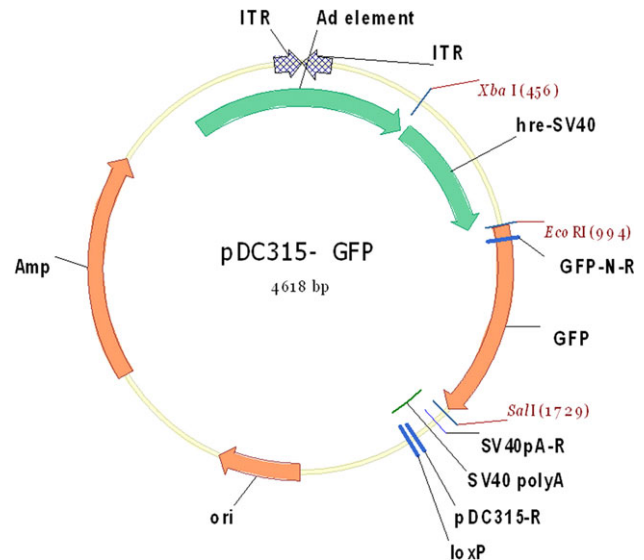 ITR
Ad element
ITR
Xba I (456)
hre-SV40
Eco RI (994)
GFP-N-R
GFP
Sal I (1729)
SV40pA-R
SV40 polyA
pDC315-R
loxP
ori
Amp
pDC315- GFP
4618 bp